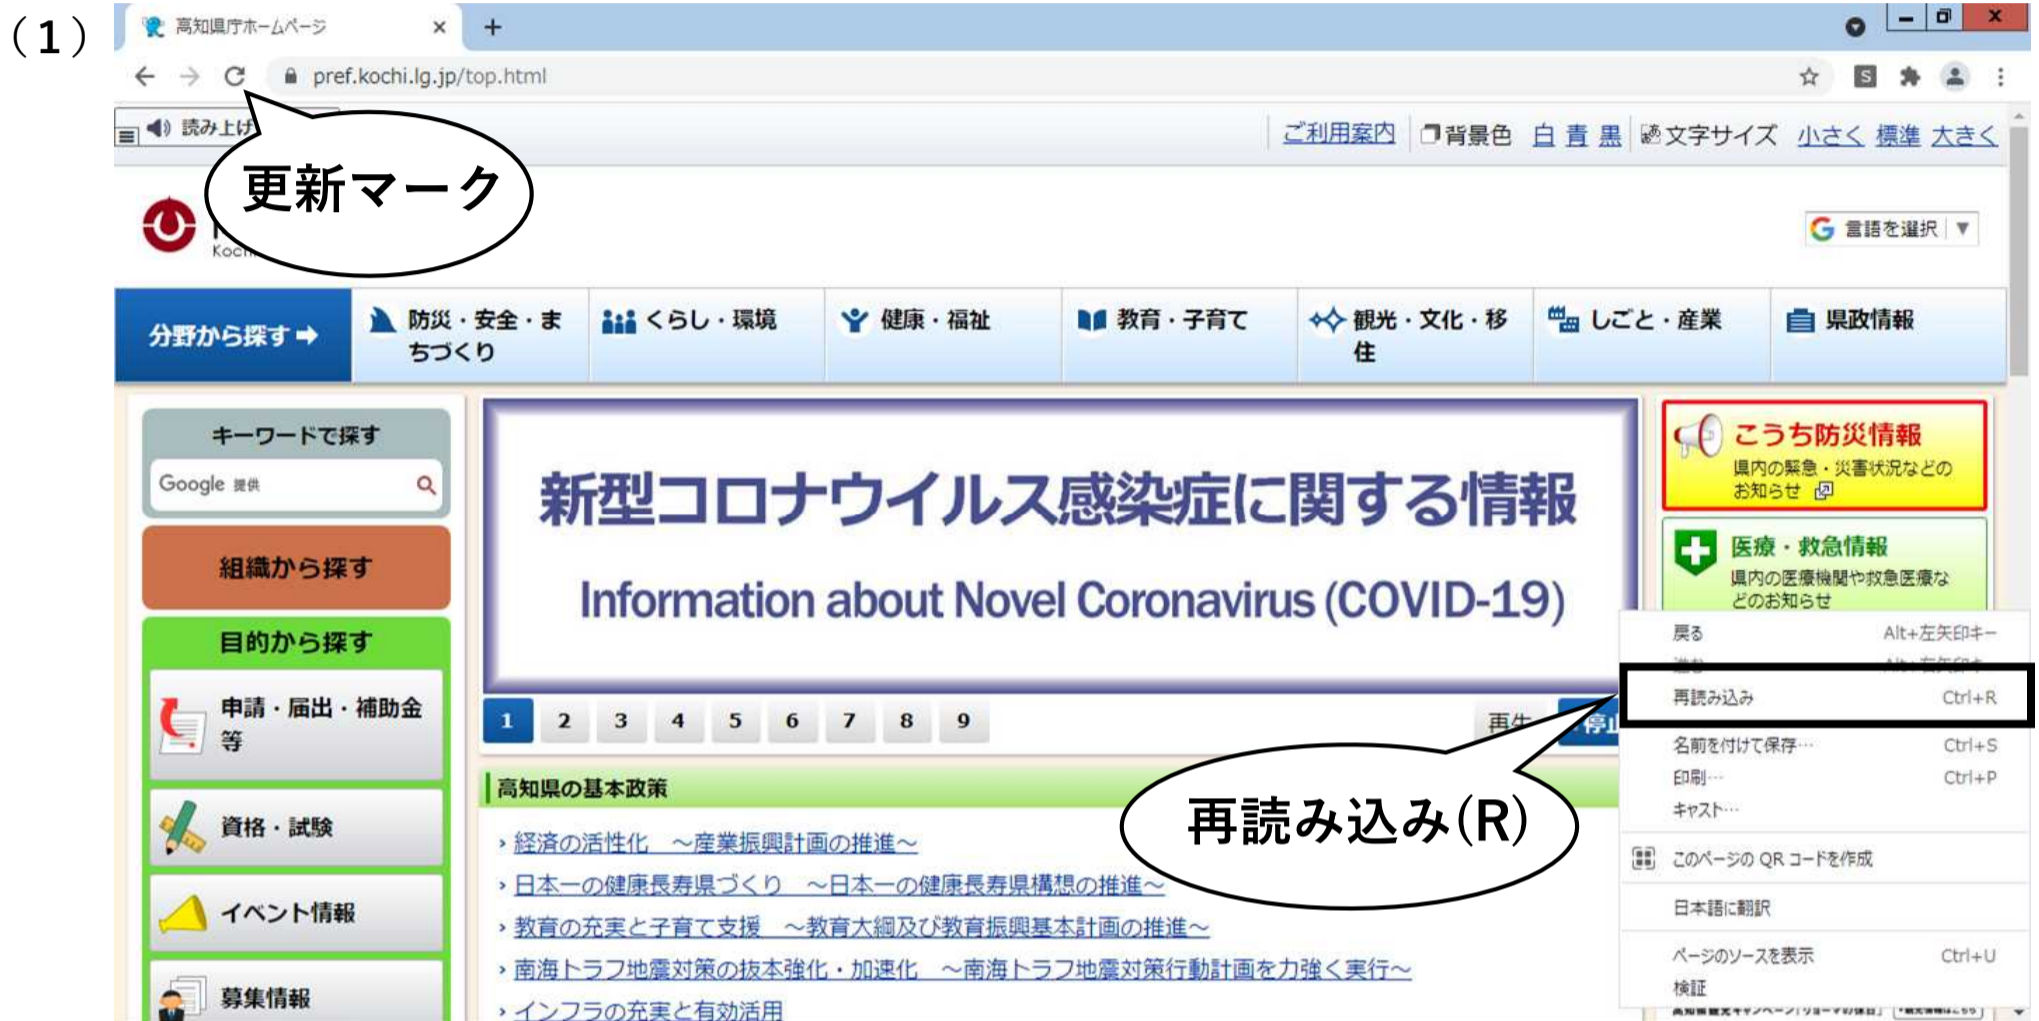 (1)
高知県庁ホームページ
pref.kochi.lg.jp/top.html
読み上げ
ご利用案内 背景色 白 青 黒 文字サイズ 小さく 標準 大きく
更新マーク
言語を選択 ▼
分野から探す
防災・安全・ま
ちづくり
くらし・環境
健康・福祉
教育・子育て
観光・文化・移
住
しごと・産業
県政情報
キーワードで探す
Google 提供
組織から探す
目的から探す
申請・届出・補助金
等
資格・試験
イベント情報
募集情報
新型コロナウイルス感染症に関する情報
Information about Novel Coronavirus (COVID-19)
1 2 3 4 5 6 7 8 9
再生 停止
高知県の基本政策
経済の活性化 ～産業振興計画の推進～
日本一の健康長寿県づくり ～日本一の健康長寿県構想の推進～
教育の充実と子育て支援 ～教育大綱及び教育振興基本計画の推進～
南海トラフ地震対策の抜本強化・加速化 ～南海トラフ地震対策行動計画を力強く実行～
インフラの充実と有効活用
再読み込み(R)
こうち防災情報
県内の緊急・災害状況などの
お知らせ
医療・救急情報
県内の医療機関や救急医療な
どのお知らせ
戻る Alt+左矢印キー
再読み込み Ctrl+R
名前を付けて保存… Ctrl+S
印刷… Ctrl+P
キャスト…
このページの QR コードを作成
日本語に翻訳
ページのソースを表示 Ctrl+U
検証